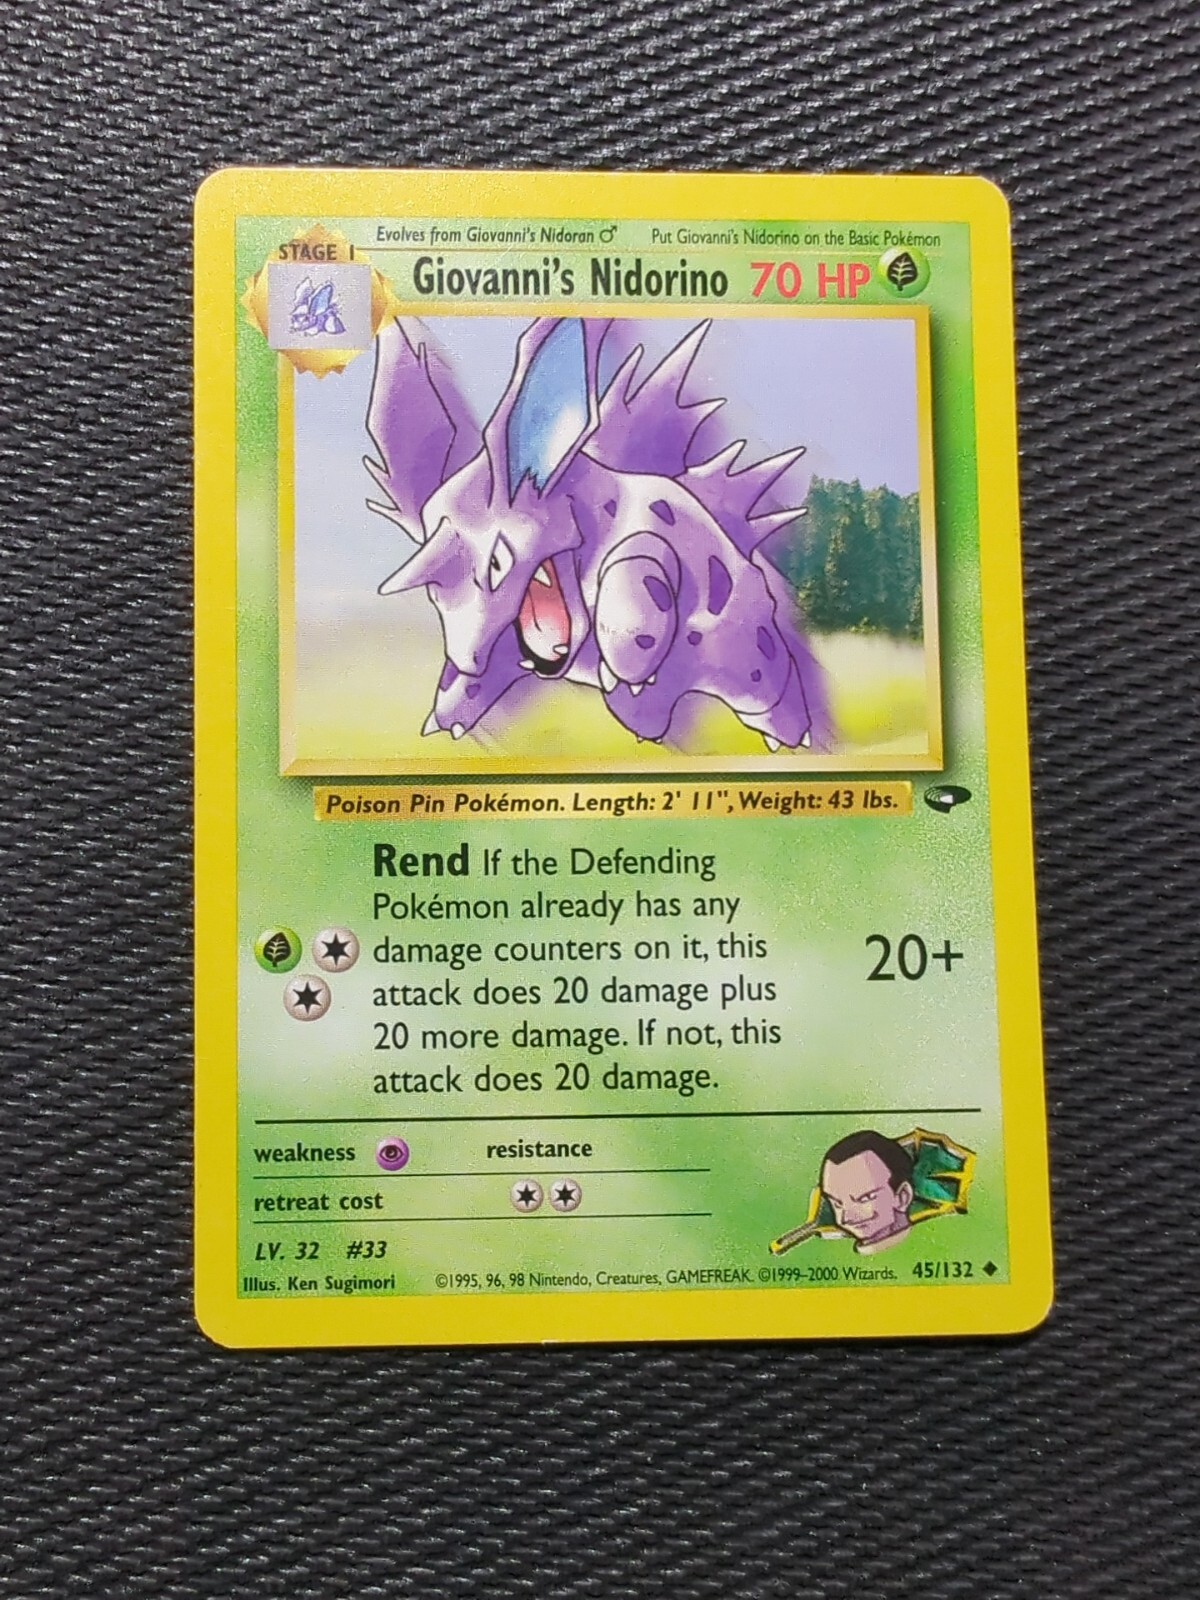 Evolves from Giovanni's Nidoran ♂ Put Giovanni's Nidorino on the Basic Pokémon
STAGE 1
Giovanni's Nidorino 70 HP
Poison Pin Pokémon. Length: 2' 11", Weight: 43 lbs.
Rend If the Defending
Pokémon already has any
damage counters on it, this
attack does 20 damage plus
20 more damage. If not, this
attack does 20 damage.
20+
weakness resistance
retreat cost
LV. 32 #33
Illus. Ken Sugimori ©1995, 96, 98 Nintendo, Creatures, GAMEFREAK. ©1999–2000 Wizards. 45/132 ◆